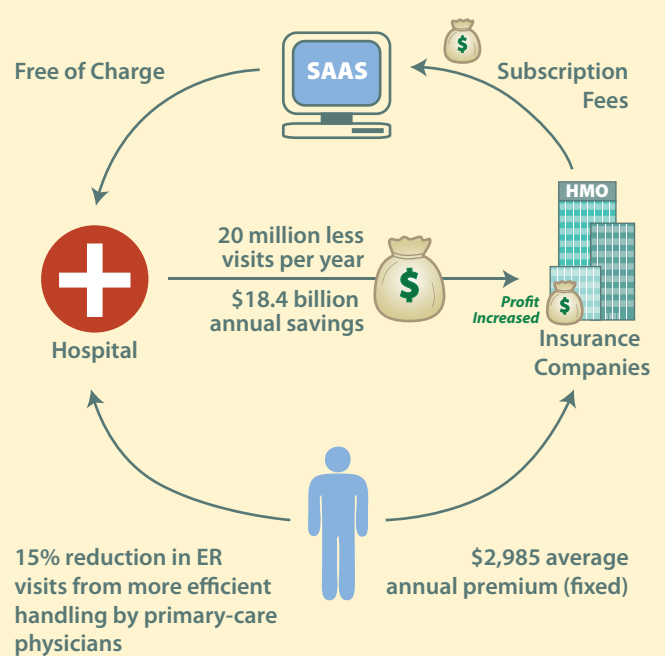 SAAS
$
Free of Charge
Subscription
Fees
HMO
20 million less
visits per year
$18.4 billion
annual savings
$
Profit
Increased
$
Hospital
Insurance
Companies
15% reduction in ER
visits from more efficient
handling by primary-care
physicians
$2,985 average
annual premium (fixed)